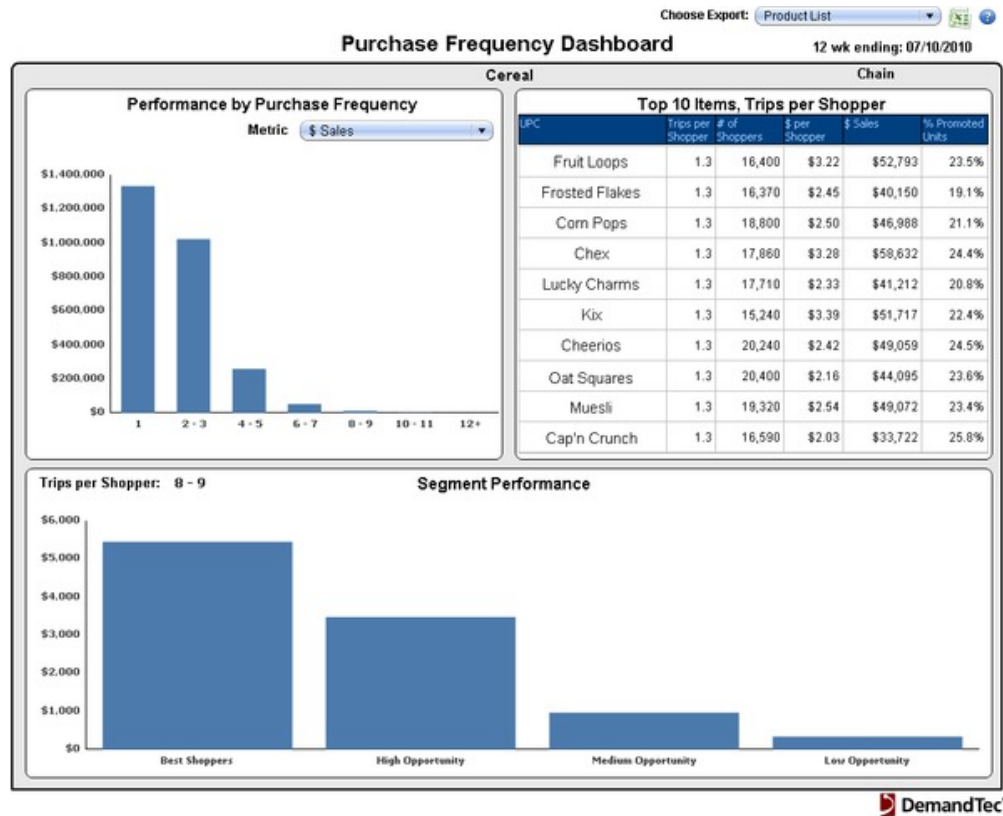 Choose Export: Product List
Purchase Frequency Dashboard
12 wk ending: 07/10/2010
Cereal
Chain
Performance by Purchase Frequency
Metric $ Sales
$1,400.000
$1,200.000
$1,000.000
$800.000
$600.000
$400.000
$200.000
$0
1 2 - 3 4 - 5 6 - 7 8 - 9 10 - 11 12+
Top 10 Items, Trips per Shopper
UPC Trips per Shopper # of Shoppers $ per Shopper $ Sales % Promoted Units
Fruit Loops 1.3 16,400 $3.22 $52,793 23.5%
Frosted Flakes 1.3 16,370 $2.45 $40,150 19.1%
Corn Pops 1.3 18,800 $2.50 $46,988 21.1%
Chex 1.3 17,860 $3.28 $58,632 24.4%
Lucky Charms 1.3 17,710 $2.33 $41,212 20.8%
Kix 1.3 15,240 $3.39 $51,717 22.4%
Cheerios 1.3 20,240 $2.42 $49,059 24.5%
Oat Squares 1.3 20,400 $2.16 $44,095 23.6%
Muesli 1.3 19,320 $2.54 $49,072 23.4%
Cap'n Crunch 1.3 16,590 $2.03 $33,722 25.8%
Trips per Shopper: 8 - 9
Segment Performance
$6,000
$5,000
$4,000
$3,000
$2,000
$1,000
$0
Best Shoppers High Opportunity Medium Opportunity Low Opportunity
DemandTec